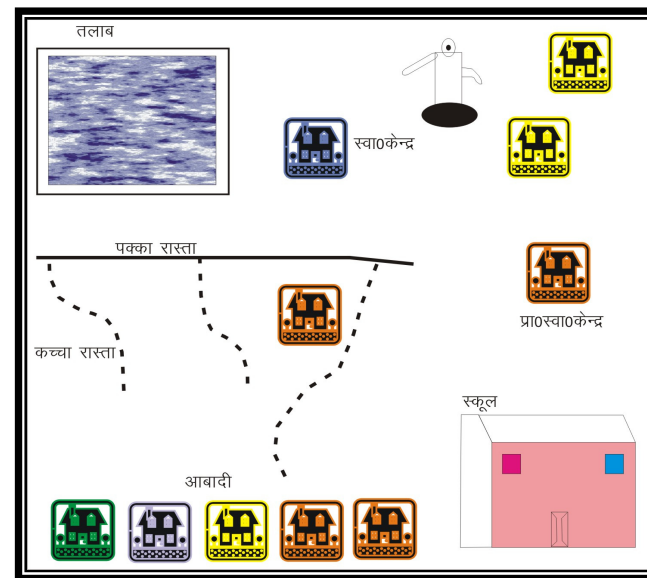 तलाब
स्वा0केन्द्र
पक्का रास्ता
प्रा0स्वा0केन्द्र
कच्चा रास्ता
स्कूल
आबादी